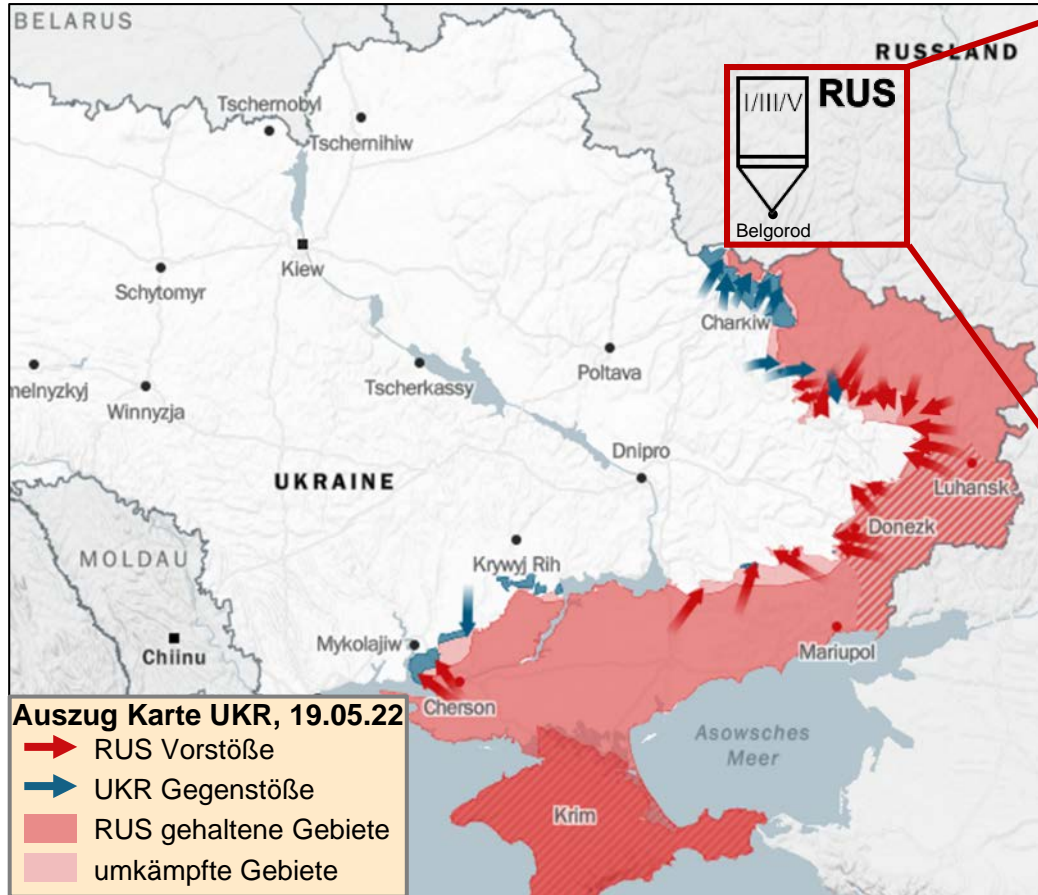 BELARUS
RUSSLAND
I/III/V
RUS
Tschernobyl
Tschernihiw
Belgorod
Kiew
Schytomyr
Charkiw
Poltava
Tscherkassy
melnyzkyj
Winnyzja
Dnipro
UKRAINE
Luhansk
Donezk
MOLDAU
Krywyj Rih
Mykolajiw
Chiinu
Mariupol
Cherson
Asowsches
Meer
Krim
Auszug Karte UKR, 19.05.22
RUS Vorstöße
UKR Gegenstöße
RUS gehaltene Gebiete
umkämpfte Gebiete